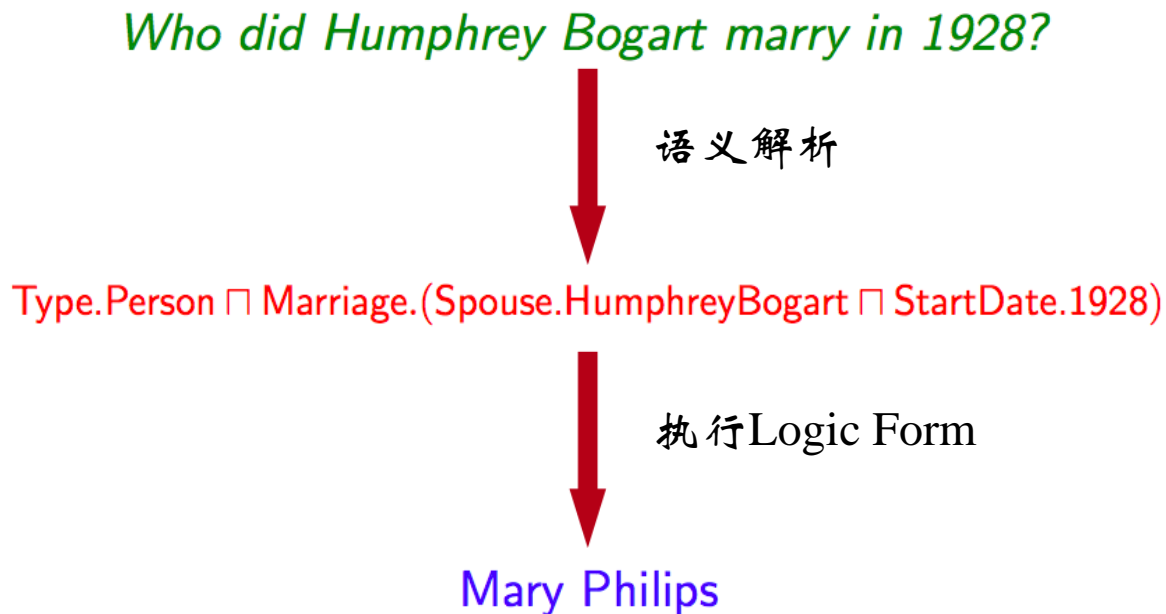 Who did Humphrey Bogart marry in 1928?
语义解析
Type.Person ⊓ Marriage.(Spouse.HumphreyBogart ⊓ StartDate.1928)
执行Logic Form
Mary Philips